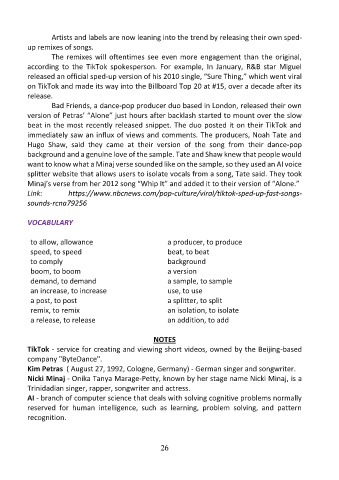 Artists and labels are now leaning into the trend by releasing their own sped-
up remixes of songs.
The remixes will oftentimes see even more engagement than the original,
according to the TikTok spokesperson. For example, In January, R&B star Miguel
released an official sped-up version of his 2010 single, "Sure Thing," which went viral
on TikTok and made its way into the Billboard Top 20 at #15, over a decade after its
release.
Bad Friends, a dance-pop producer duo based in London, released their own
version of Petras' "Alone" just hours after backlash started to mount over the slow
beat in the most recently released snippet. The duo posted it on their TikTok and
immediately saw an influx of views and comments. The producers, Noah Tate and
Hugo Shaw, said they came at their version of the song from their dance-pop
background and a genuine love of the sample. Tate and Shaw knew that people would
want to know what a Minaj verse sounded like on the sample, so they used an AI voice
splitter website that allows users to isolate vocals from a song, Tate said. They took
Minaj's verse from her 2012 song "Whip It" and added it to their version of "Alone."
Link: https://www.nbcnews.com/pop-culture/viral/tiktok-sped-up-fast-songs-
sounds-rcna79256
VOCABULARY
to allow, allowance a producer, to produce
speed, to speed beat, to beat
to comply background
boom, to boom a version
demand, to demand a sample, to sample
an increase, to increase use, to use
a post, to post a splitter, to split
remix, to remix an isolation, to isolate
a release, to release an addition, to add
NOTES
TikTok - service for creating and viewing short videos, owned by the Beijing-based
company "ByteDance".
Kim Petras ( August 27, 1992, Cologne, Germany) - German singer and songwriter.
Nicki Minaj - Onika Tanya Marage-Petty, known by her stage name Nicki Minaj, is a
Trinidadian singer, rapper, songwriter and actress.
AI - branch of computer science that deals with solving cognitive problems normally
reserved for human intelligence, such as learning, problem solving, and pattern
recognition.
26